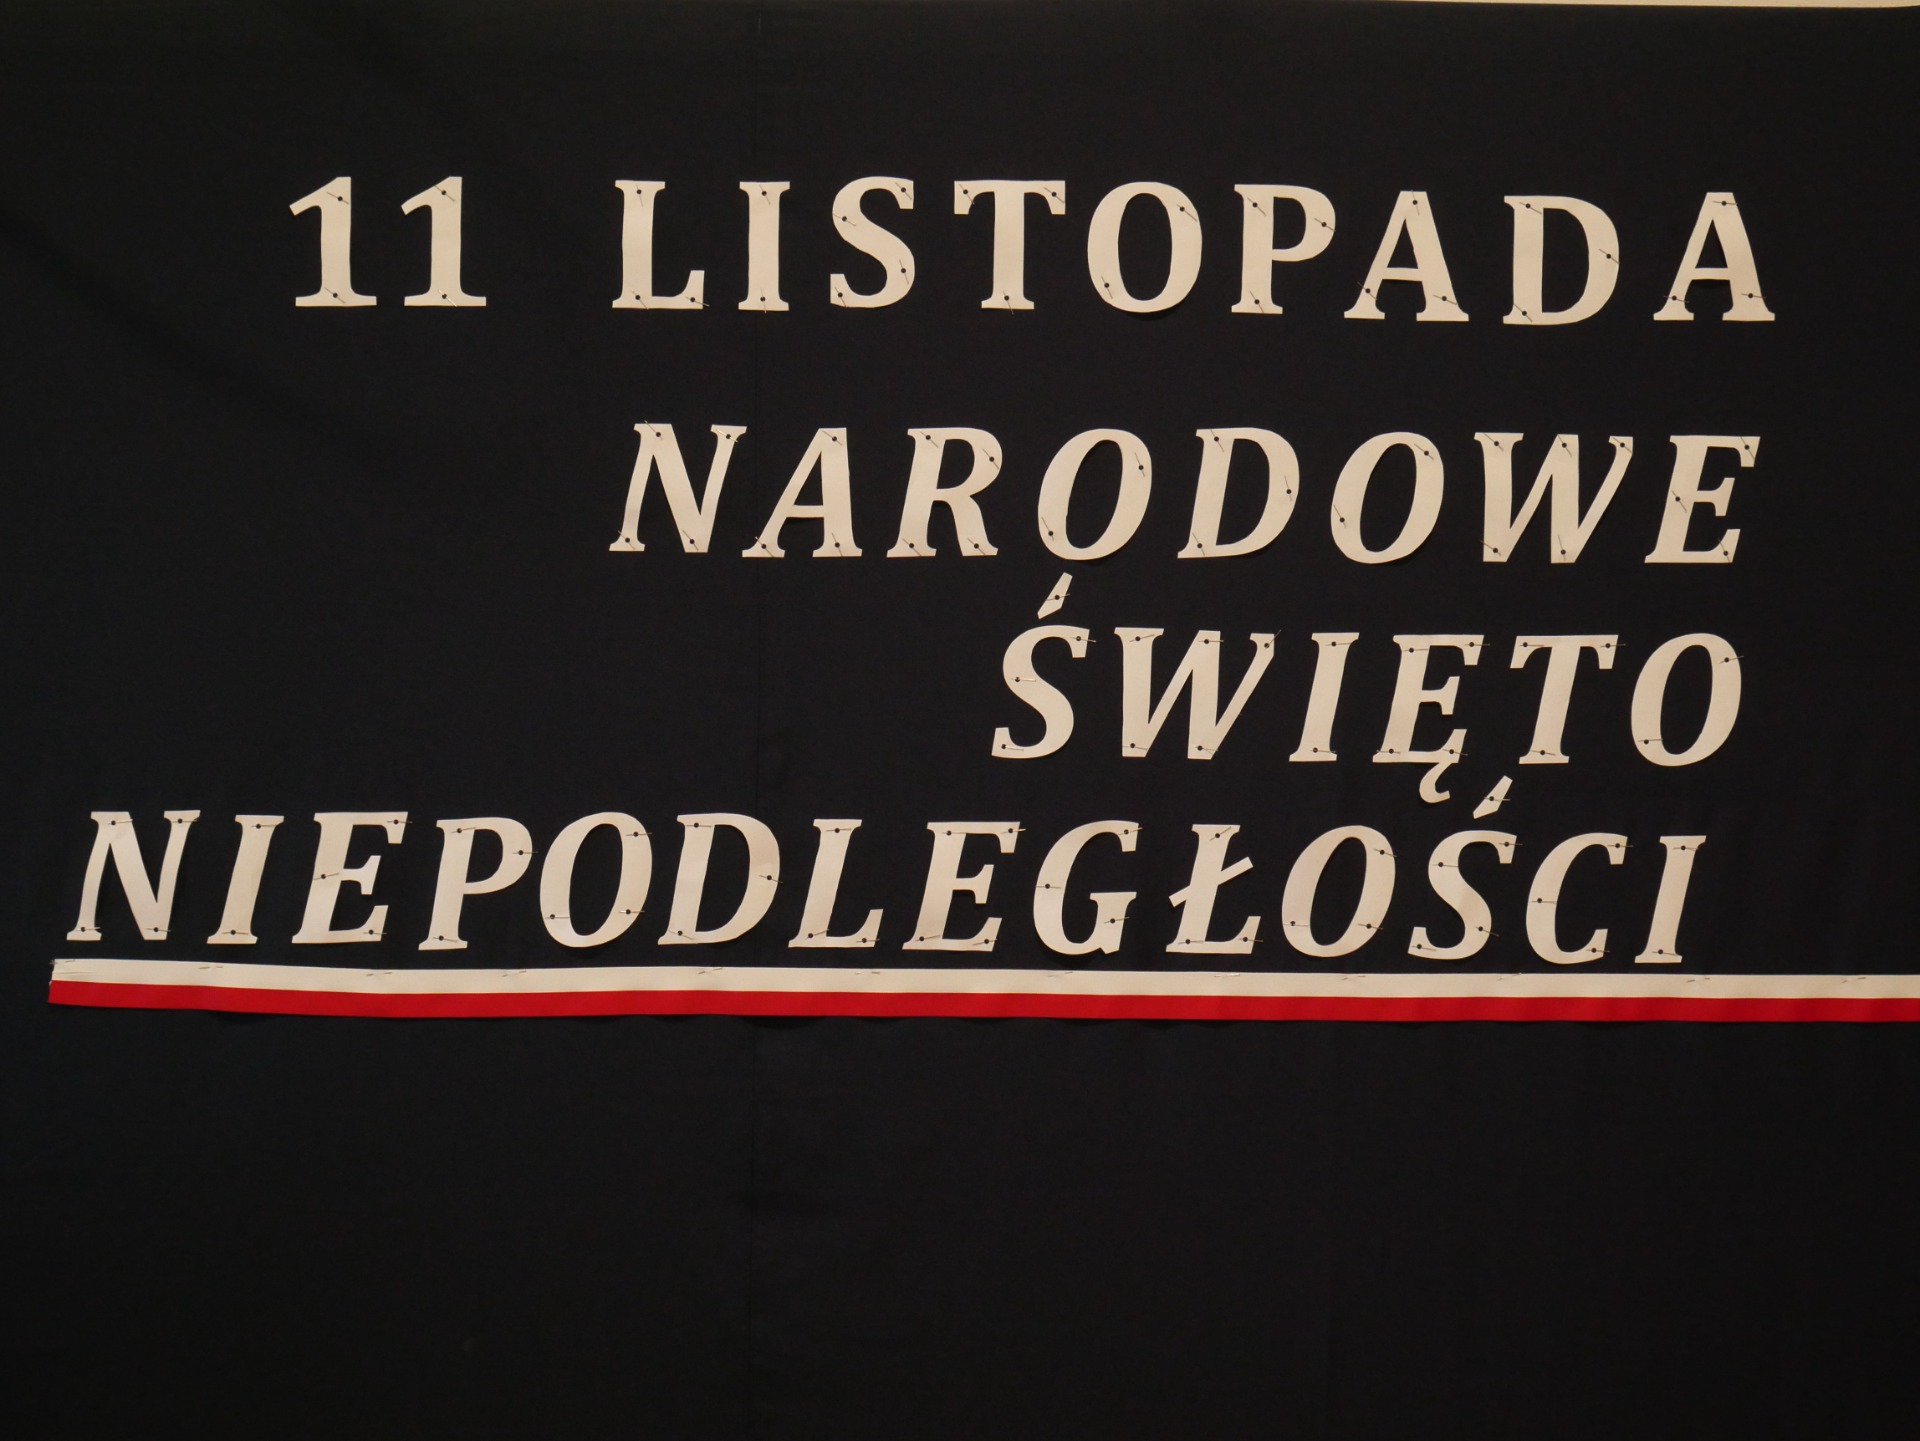 11 LISTOPADA
NARODOWE
ŚWIĘTO
NIEPODLEGŁOŚCI